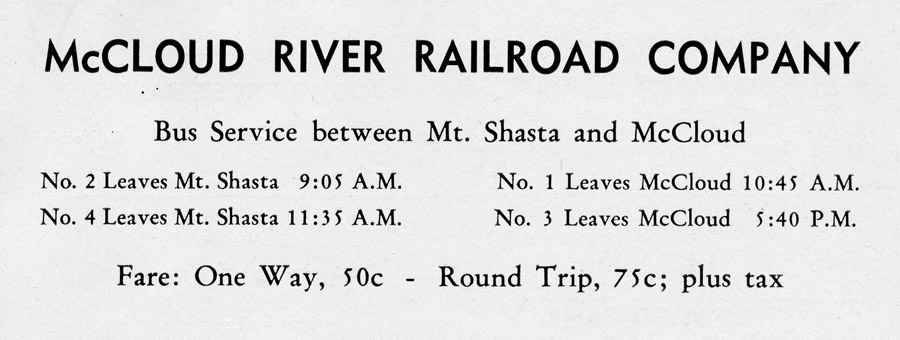 McCLOUD RIVER RAILROAD COMPANY
Bus Service between Mt. Shasta and McCloud
No. 2 Leaves Mt. Shasta 9:05 A.M. No. 1 Leaves McCloud 10:45 A.M.
No. 4 Leaves Mt. Shasta 11:35 A.M. No. 3 Leaves McCloud 5:40 P.M.
Fare: One Way, 50c - Round Trip, 75c; plus tax